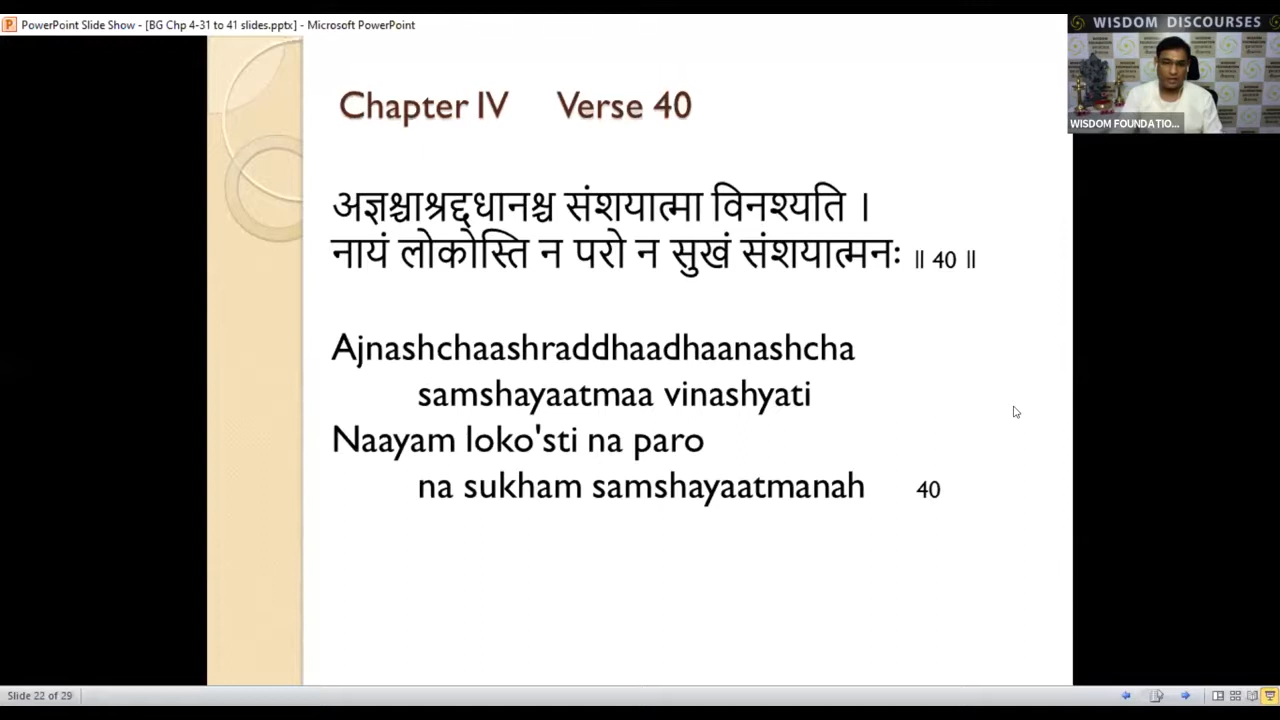 PowerPoint Slide Show - [BG Chp 4-31 to 41 slides.pptx] - Microsoft PowerPoint
WISDOM DISCOURSES
WISDOM FOUNDATIO...
Chapter IV Verse 40
अज्ञश्चाश्रद्दधानश्च संशयात्मा विनश्यति ।
नायं लोकोस्ति न परो न सुखं संशयात्मनः ॥ 40 ॥
Ajnashchaashraddhaadhaanashcha
samshayaatmaa vinashyati
Naayam loko'sti na paro
na sukham samshayaatmanah 40
Slide 22 of 29